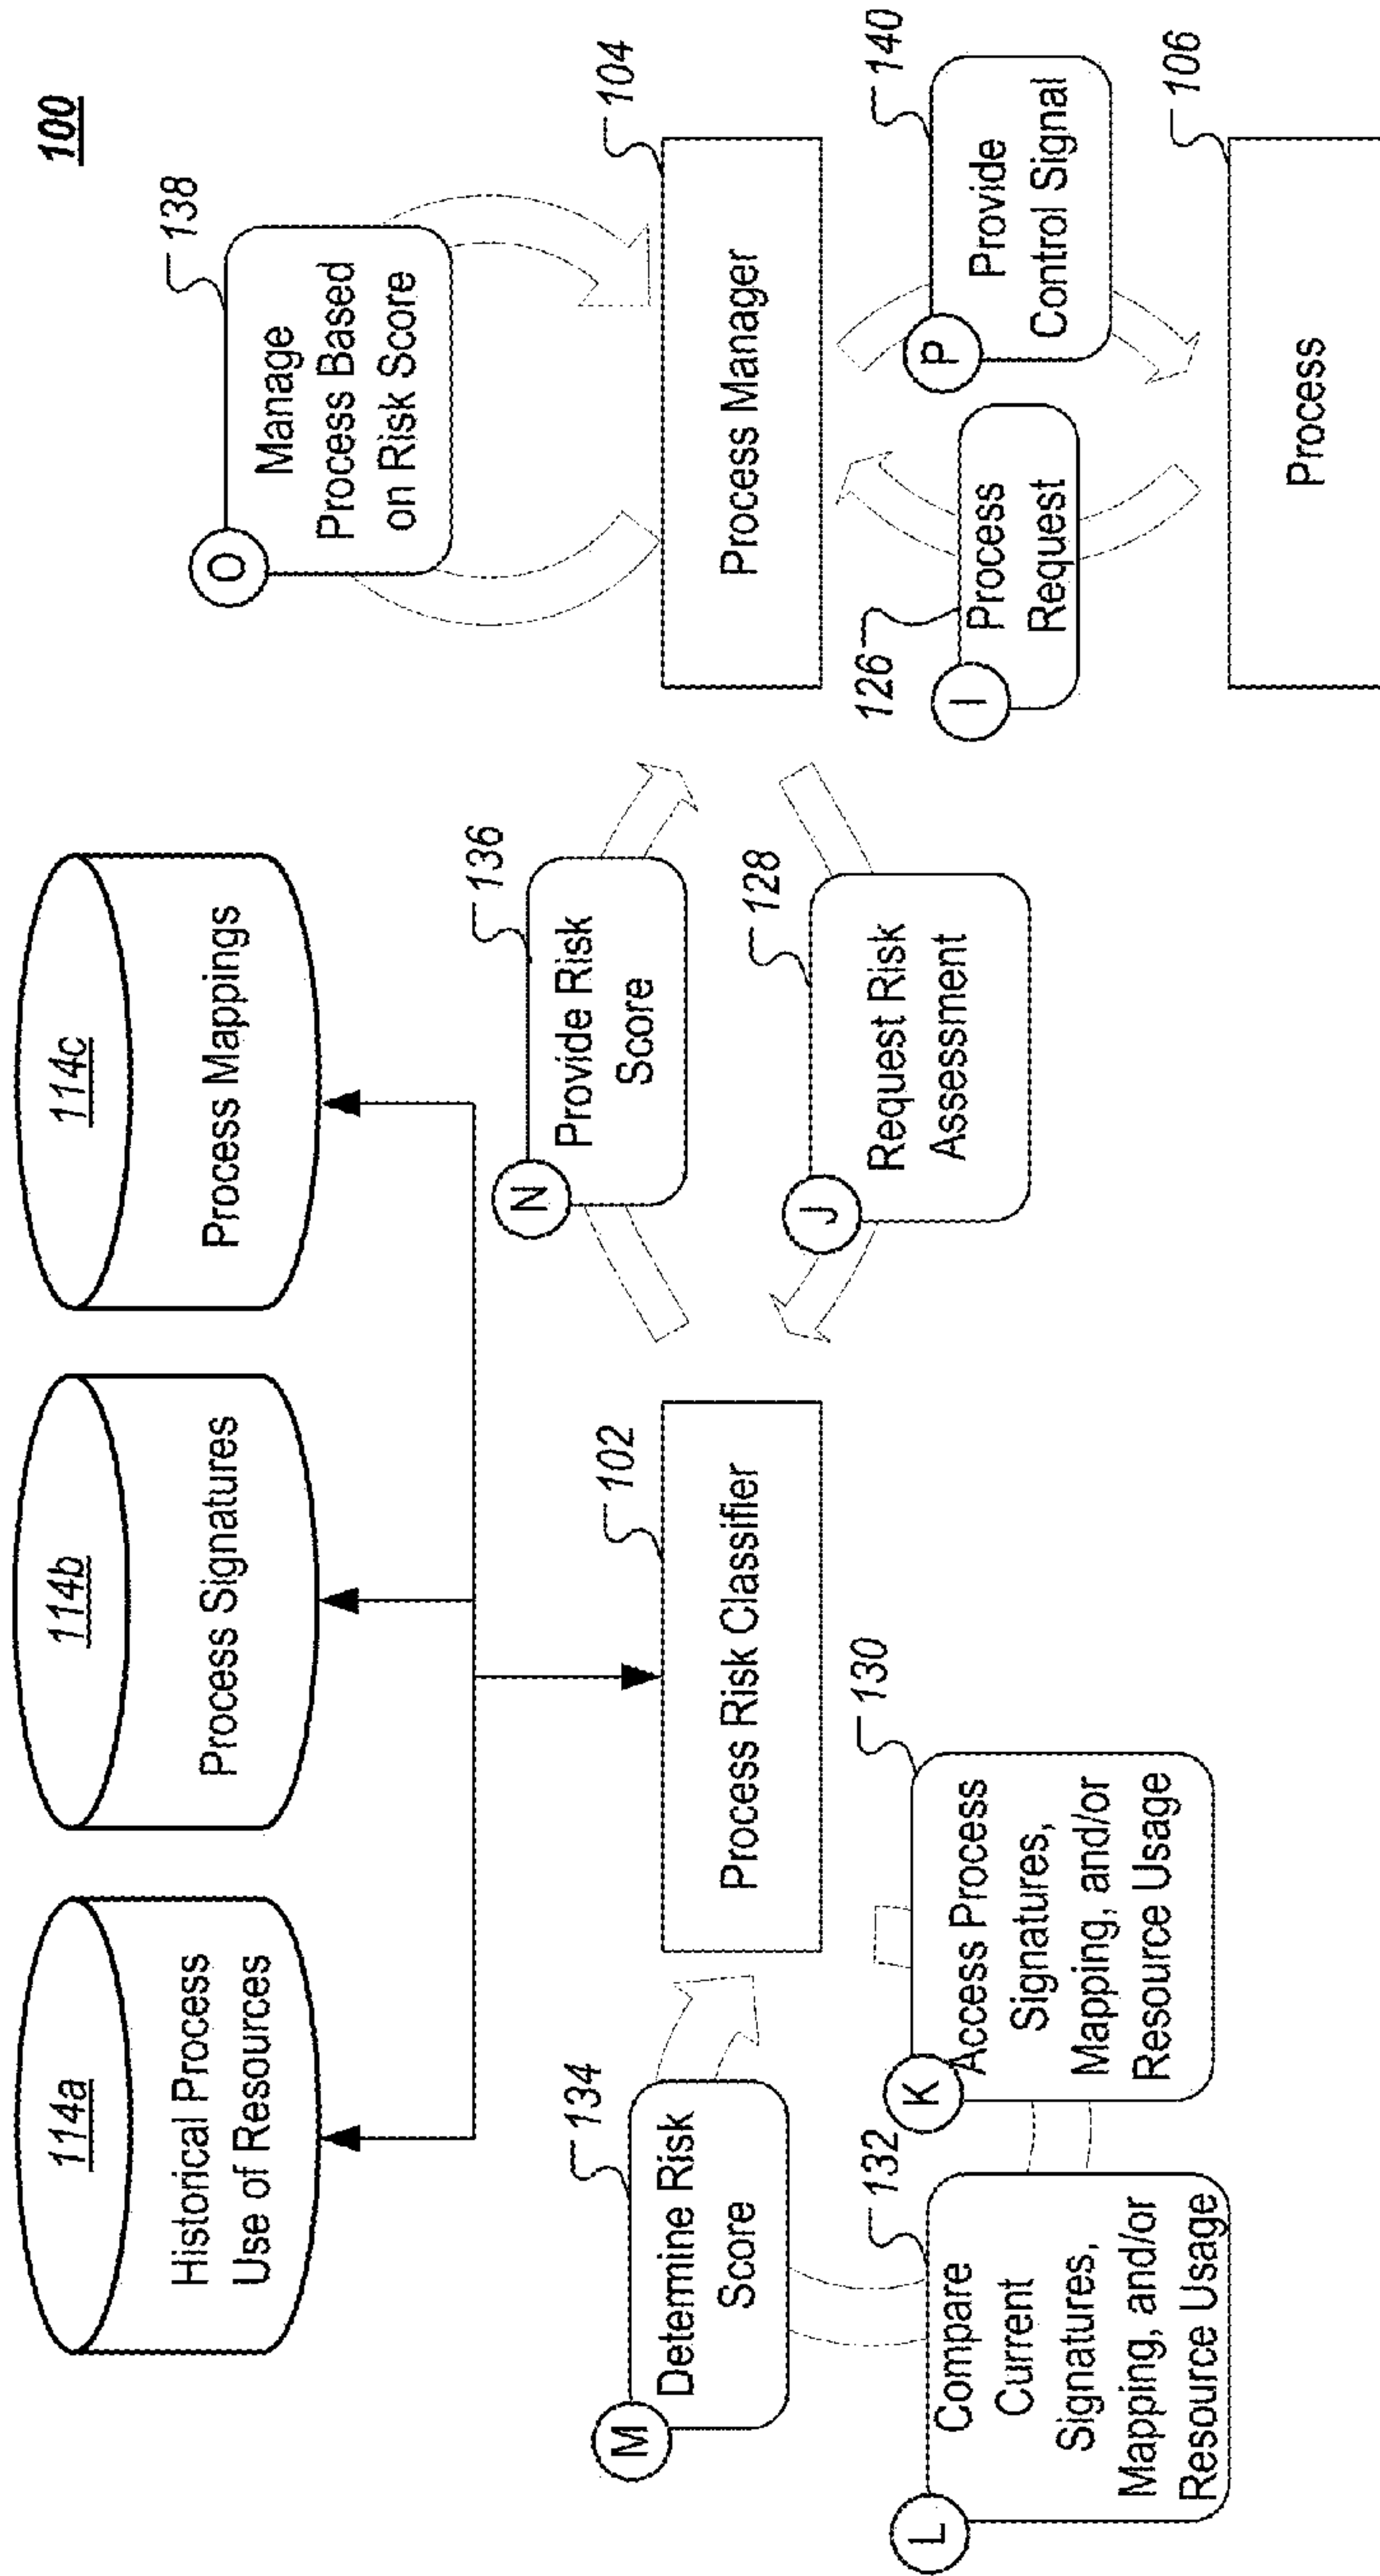 100
114a
Historical Process
Use of Resources
114b
Process Signatures
114c
Process Mappings
138
O
Manage
Process Based
on Risk Score
134
M
Determine Risk
Score
102
Process Risk Classifier
136
N
Provide Risk
Score
104
Process Manager
128
J
Request Risk
Assessment
132
L
Compare
Current
Signatures,
Mapping, and/or
Resource Usage
130
K
Access Process
Signatures,
Mapping, and/or
Resource Usage
126
I
Process
Request
140
P
Provide
Control Signal
106
Process